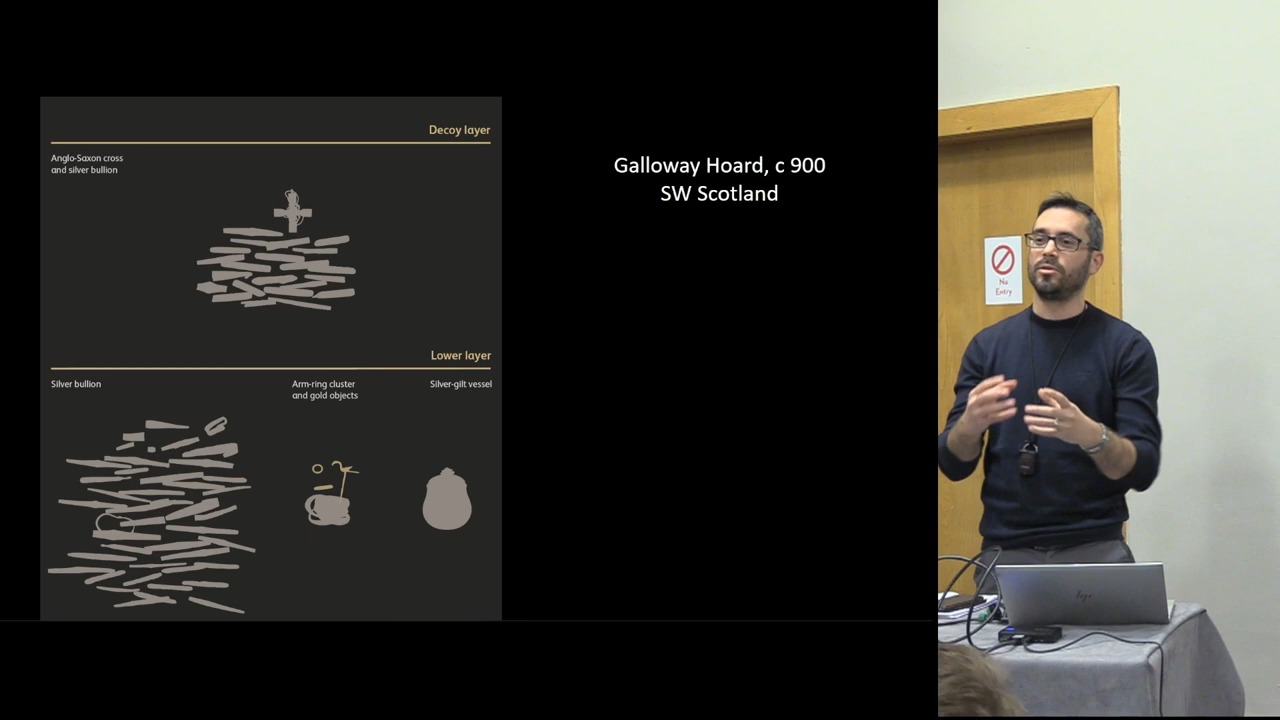 Decoy layer
Anglo-Saxon cross
and silver bullion
Lower layer
Silver bullion
Arm-ring cluster
and gold objects
Silver-gilt vessel
Galloway Hoard, c 900
SW Scotland
No
Entry
hp